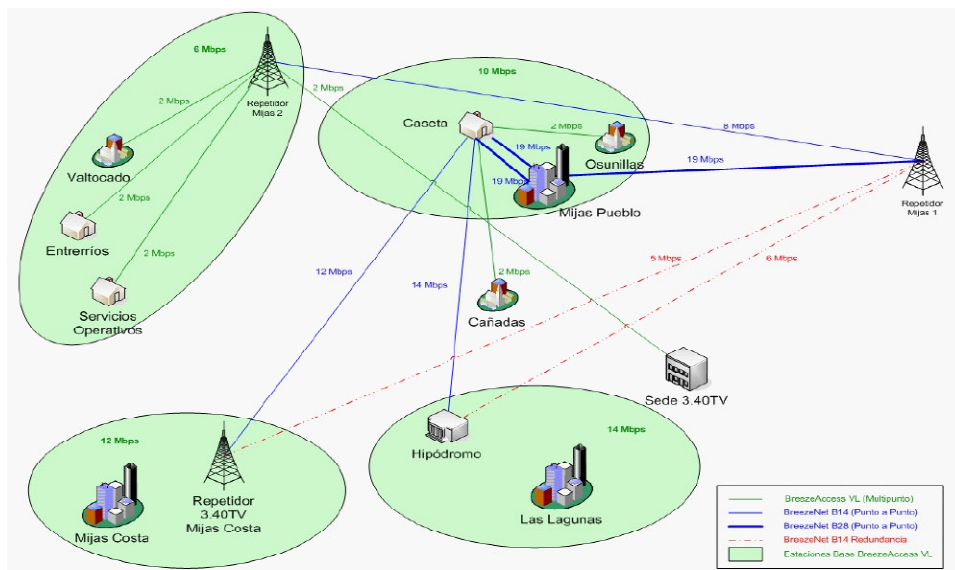 6 Mbps
Repetidor
Mijas 2
2 Mbps
Valtocado
2 Mbps
Entrerríos
2 Mbps
Servicios
Operativos
2 Mbps
10 Mbps
Caseta
2 Mbps
19 Mbps
Osunillas
19 Mbps
Mijas Pueblo
8 Mbps
19 Mbps
Repetidor
Mijas 1
12 Mbps
14 Mbps
2 Mbps
Cañadas
5 Mbps
6 Mbps
Sede 3.40TV
12 Mbps
Mijas Costa
Repetidor
3.40TV
Mijas Costa
14 Mbps
Hipódromo
Las Lagunas
BreezeAccess VL (Multipunto)
BreezeNet B14 (Punto a Punto)
BreezeNet B28 (Punto a Punto)
BreezeNet B14 Redundancia
Estaciones Base BreezeAccess VL